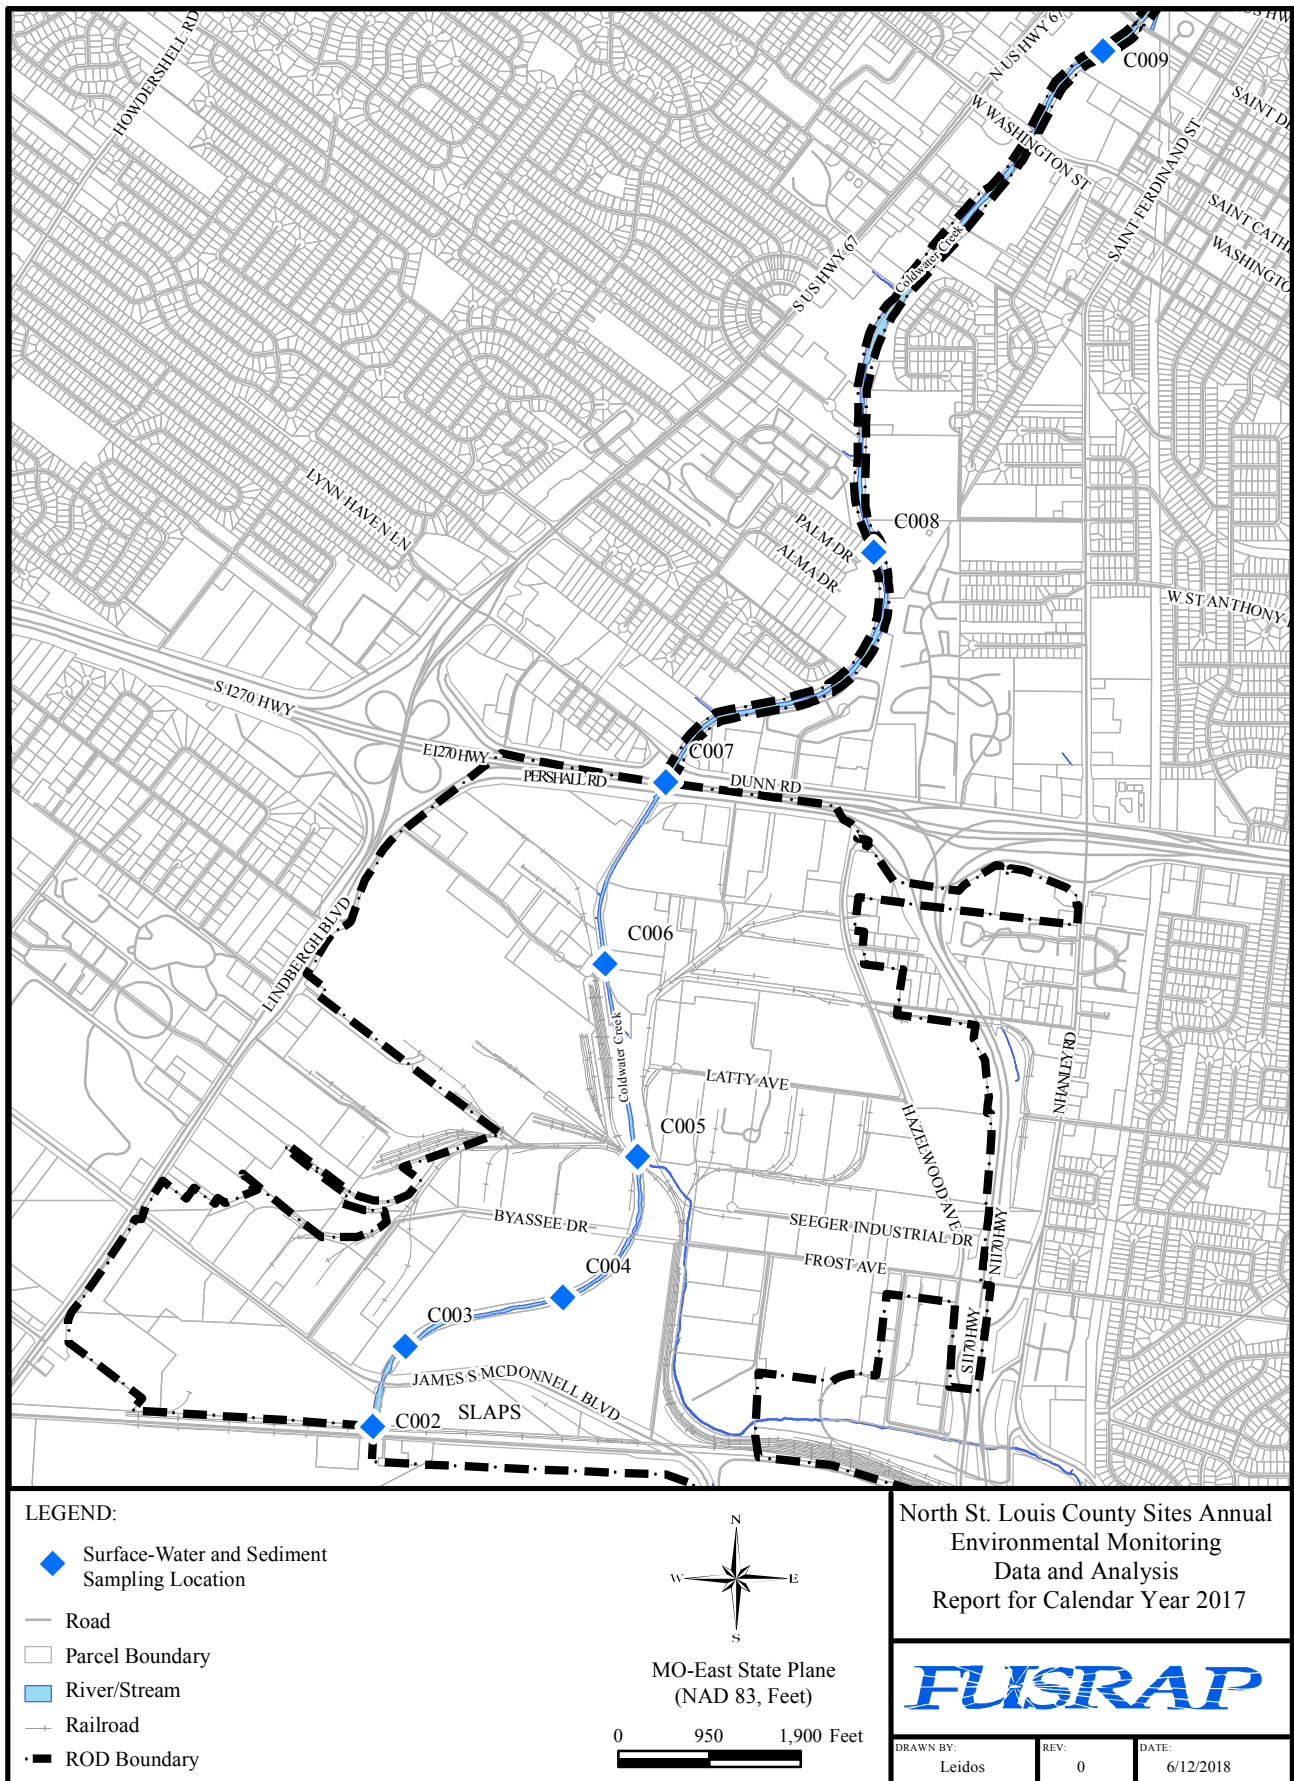 HOWDERSHELL RD
N US HWY 67
US HW
C009
SAINT DE
W WASHINGTON ST
SAINT FERDINAND ST
SAINT CATHE
WASHINGTO
S US HWY 67
Coldwater Creek
LYNN HAVEN LN
C008
PALM DR
ALMA DR
W ST ANTHONY
S I270 HWY
E I270 HWY
C007
PERSHALL RD
DUNN RD
LINDBERGH BLVD
C006
Coldwater Creek
N HANLEY RD
LATTY AVE
C005
HAZELWOOD AVE
BYASSEE DR
SEEGER INDUSTRIAL DR
N I170 HWY
FROST AVE
C004
C003
S I170 HWY
JAMES S MCDONNELL BLVD
C002
SLAPS
LEGEND:
Surface-Water and Sediment
Sampling Location
Road
Parcel Boundary
River/Stream
Railroad
ROD Boundary
N
W
E
S
MO-East State Plane
(NAD 83, Feet)
0 950 1,900 Feet
North St. Louis County Sites Annual
Environmental Monitoring
Data and Analysis
Report for Calendar Year 2017
FUSRAP
DRAWN BY:
Leidos
REV:
0
DATE:
6/12/2018